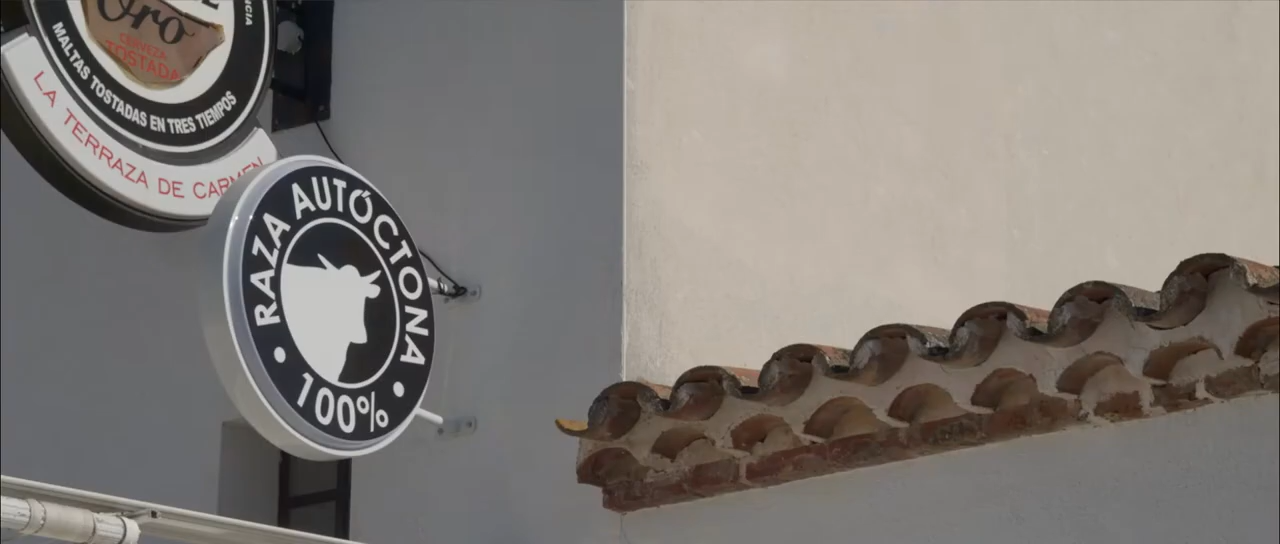 Oro
CERVEZA
TOSTADA
MALTAS TOSTADAS EN TRES TIEMPOS
LA TERRAZA DE CARMEN
RAZA AUTÓCTONA
100%